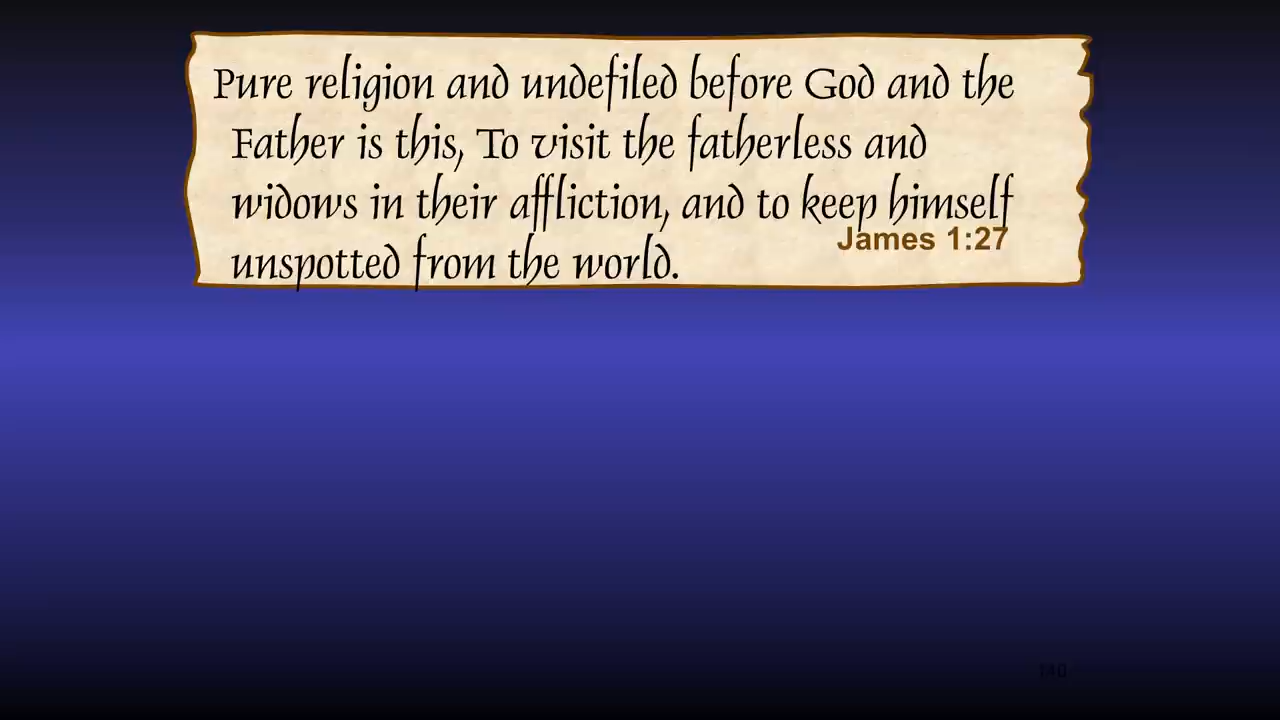 Pure religion and undefiled before God and the
Father is this, To visit the fatherless and
widows in their affliction, and to keep himself
James 1:27
unspotted from the world.
140